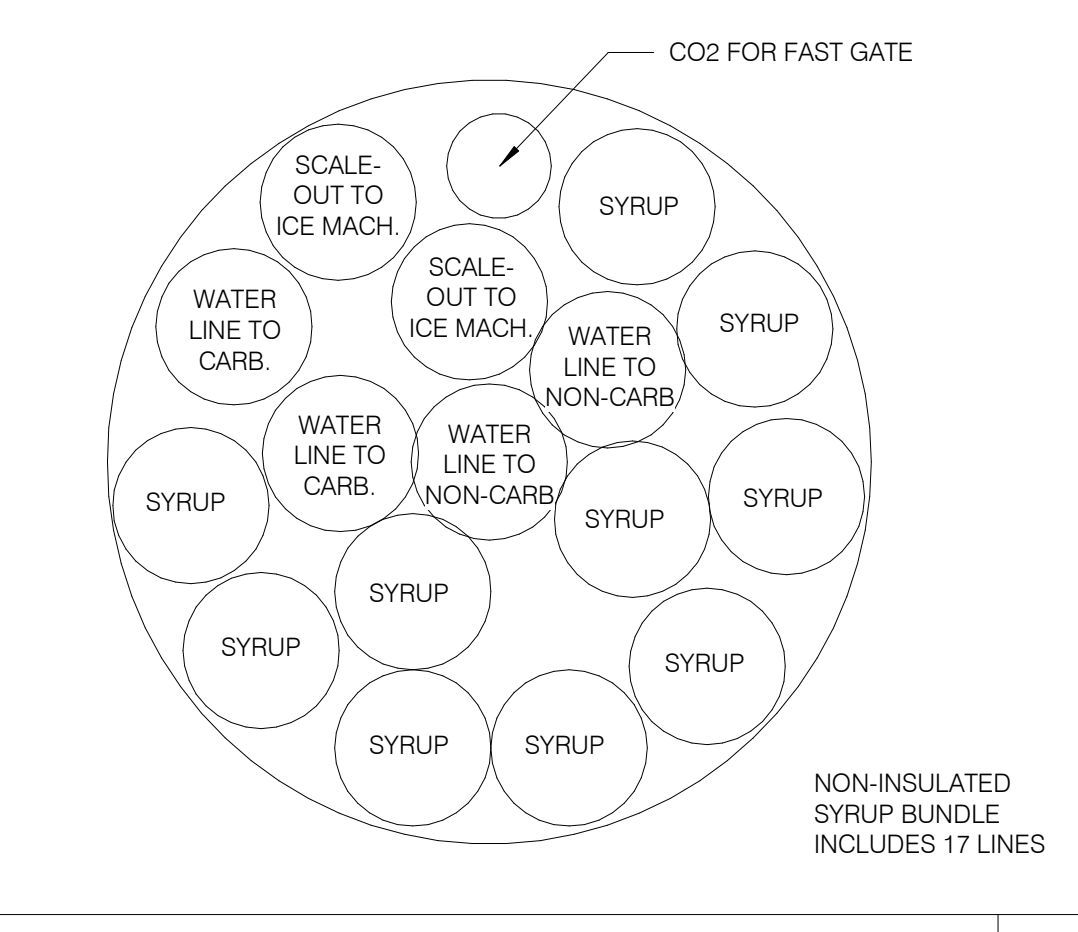 CO2 FOR FAST GATE
SCALE-
OUT TO
ICE MACH.
SYRUP
SCALE-
OUT TO
ICE MACH.
WATER
LINE TO
CARB.
SYRUP
WATER
LINE TO
NON-CARB
WATER
LINE TO
CARB.
WATER
LINE TO
NON-CARB
SYRUP
SYRUP
SYRUP
SYRUP
SYRUP
SYRUP
SYRUP
SYRUP
NON-INSULATED
SYRUP BUNDLE
INCLUDES 17 LINES